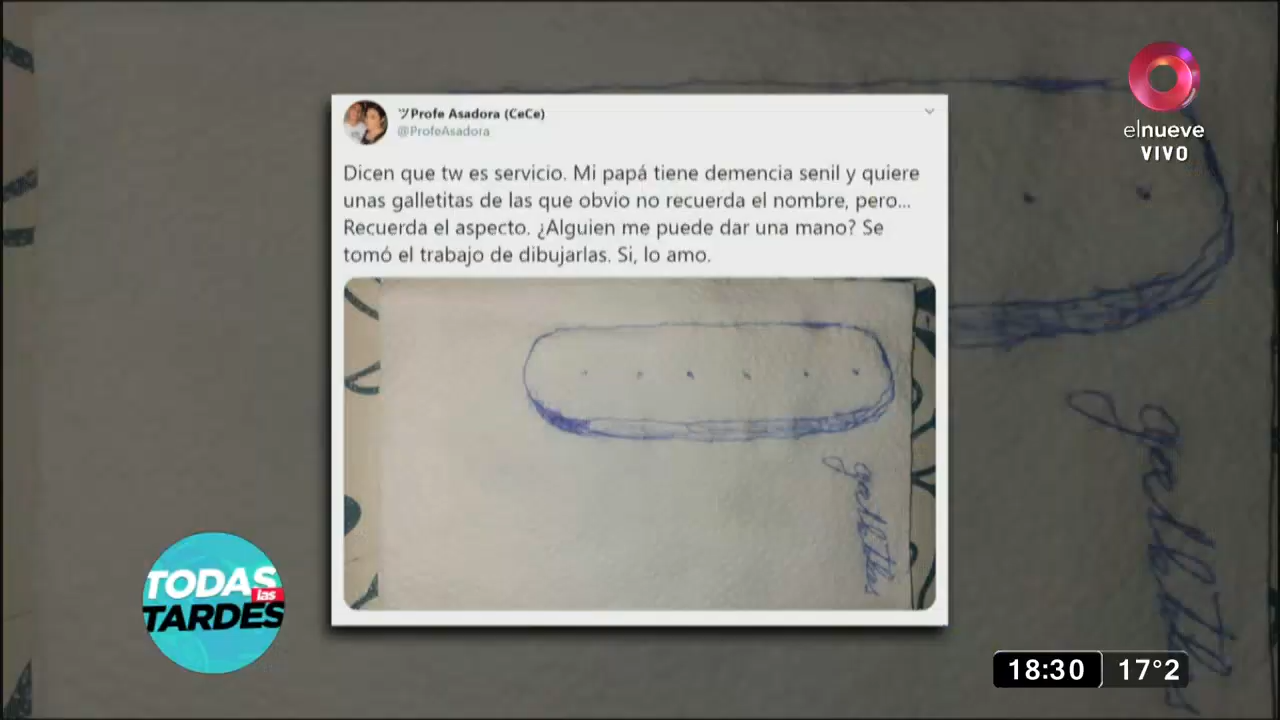 ツProfe Asadora (CeCe)
@ProfeAsadora
Dicen que tw es servicio. Mi papá tiene demencia senil y quiere
unas galletitas de las que obvio no recuerda el nombre, pero...
Recuerda el aspecto. ¿Alguien me puede dar una mano? Se
tomó el trabajo de dibujarlas. Si, lo amo.
galletitas
galletitas
elnueve
VIVO
TODAS
las
TARDES
18:30 17°2